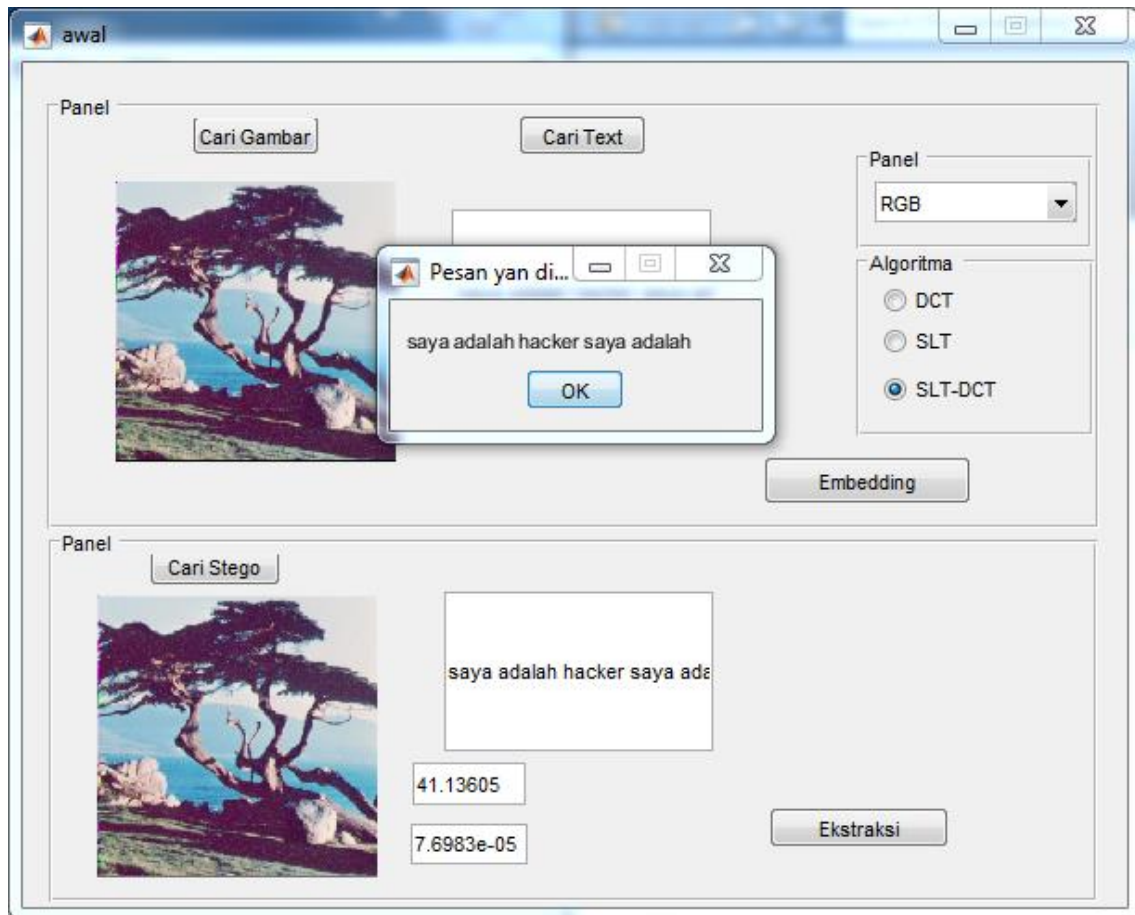 awal
Panel
Cari Gambar
Cari Text
Panel
RGB
Pesan yan di...
Algoritma
DCT
saya adalah hacker saya adalah
SLT
OK
SLT-DCT
Embedding
Panel
Cari Stego
saya adalah hacker saya ada
41.13605
7.6983e-05
Ekstraksi